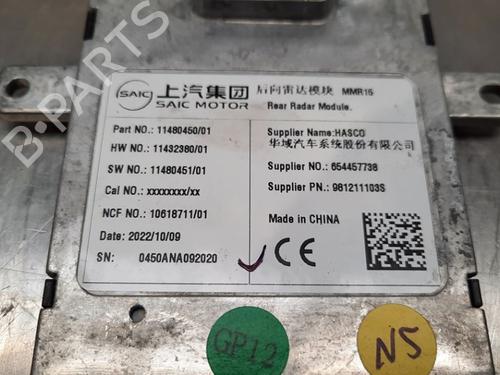 SAIC 上汽集团 后向雷达模块 MMR15
SAIC MOTOR Rear Radar Module.
Part NO.: 11480450/01 Supplier Name:HASCO
华域汽车系统股份有限公司
HW NO.: 11432380/01
SW NO.: 11480451/01 Supplier NO.: 654457738
Cal NO.: xxxxxxxx/xx Supplier PN.: 981211103S
NCF NO.: 10618711/01 Made in CHINA
Date: 2022/10/09
SN: 0450ANA092020
CE
GP12
N5
B-PARTS